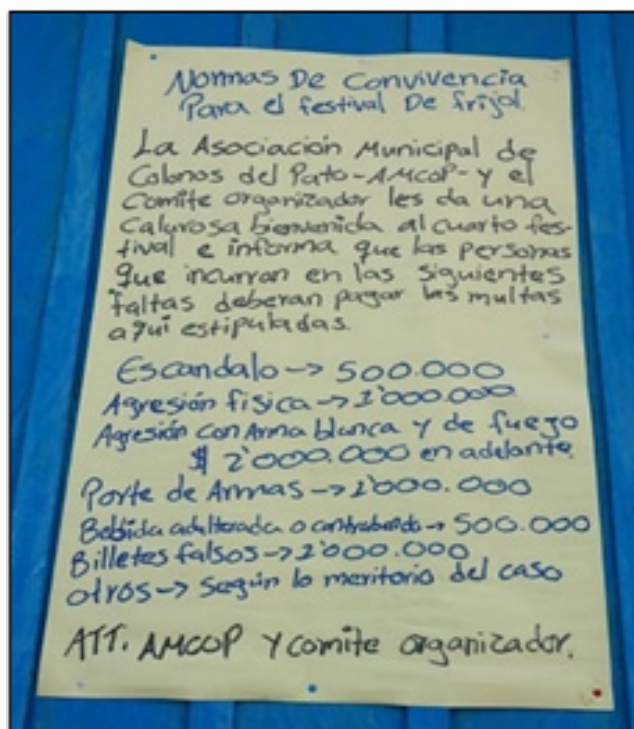 Normas De Convivencia
Para el festival De frijol.
La Asociación Municipal de
Colonos del Pato-AMCOP- y el
Comite organizador les da una
Calurosa bienvenida al cuarto fes-
tival e informa que las personas
que incurran en las siguientes
faltas deberan pagar las multas
aqui estipuladas.
Escandalo -> 500.000
Agresión fisica -> 1'000.000
Agresión con Arma blanca y de fuego
$ 2'000.000 en adelante.
Porte de Armas -> 1'000.000
Bebida adulterada o contrabando -> 500.000
Billetes falsos -> 1'000.000
otros -> Según lo meritorio del caso
ATT. AMCOP y comite organizador.